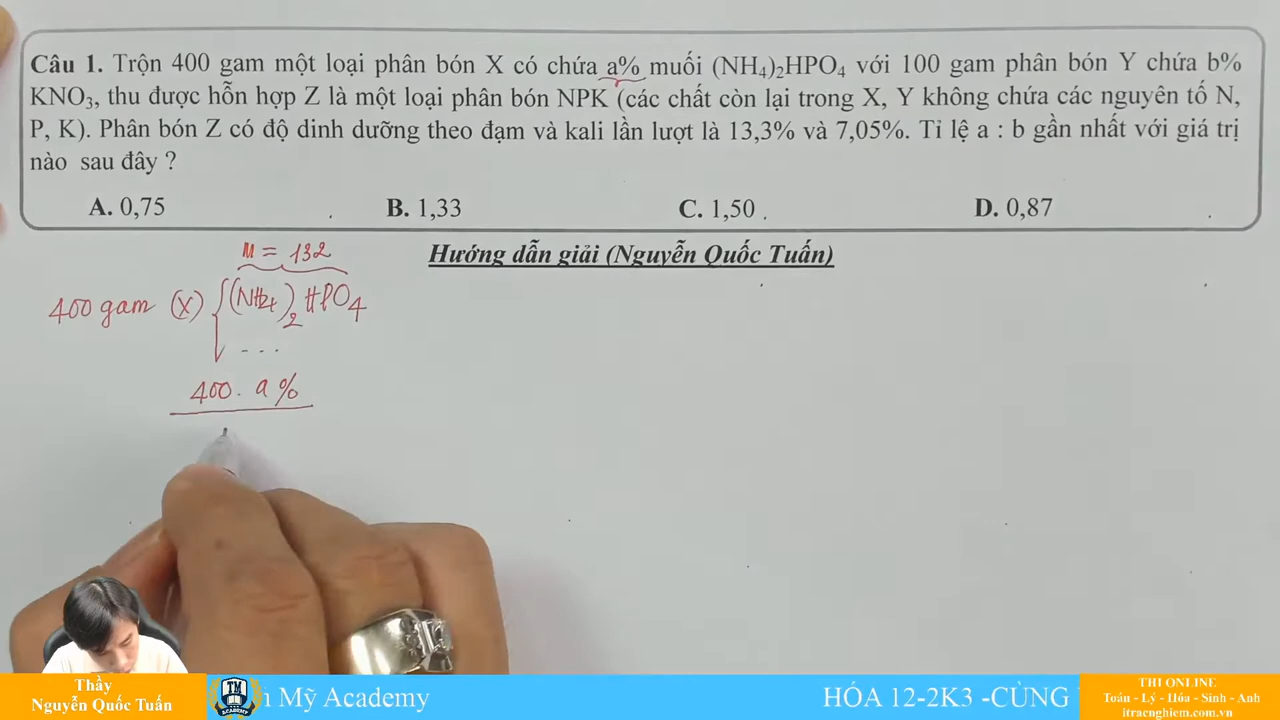 Câu 1. Trộn 400 gam một loại phân bón X có chứa a% muối (NH₄)₂HPO₄ với 100 gam phân bón Y chứa b%
KNO₃, thu được hỗn hợp Z là một loại phân bón NPK (các chất còn lại trong X, Y không chứa các nguyên tố N,
P, K). Phân bón Z có độ dinh dưỡng theo đạm và kali lần lượt là 13,3% và 7,05%. Tỉ lệ a : b gần nhất với giá trị
nào sau đây ?
A. 0,75 B. 1,33 C. 1,50 . D. 0,87
Hướng dẫn giải (Nguyễn Quốc Tuấn)
M = 132
400 gam (X) { (NH4)2 HPO4
...
400. a%
Thầy
Nguyễn Quốc Tuấn
TM
ACADEMY
Mỹ Academy
HÓA 12-2K3 -CÙNG
THI ONLINE
Toán - Lý - Hóa - Sinh - Anh
itracnghiem.com.vn